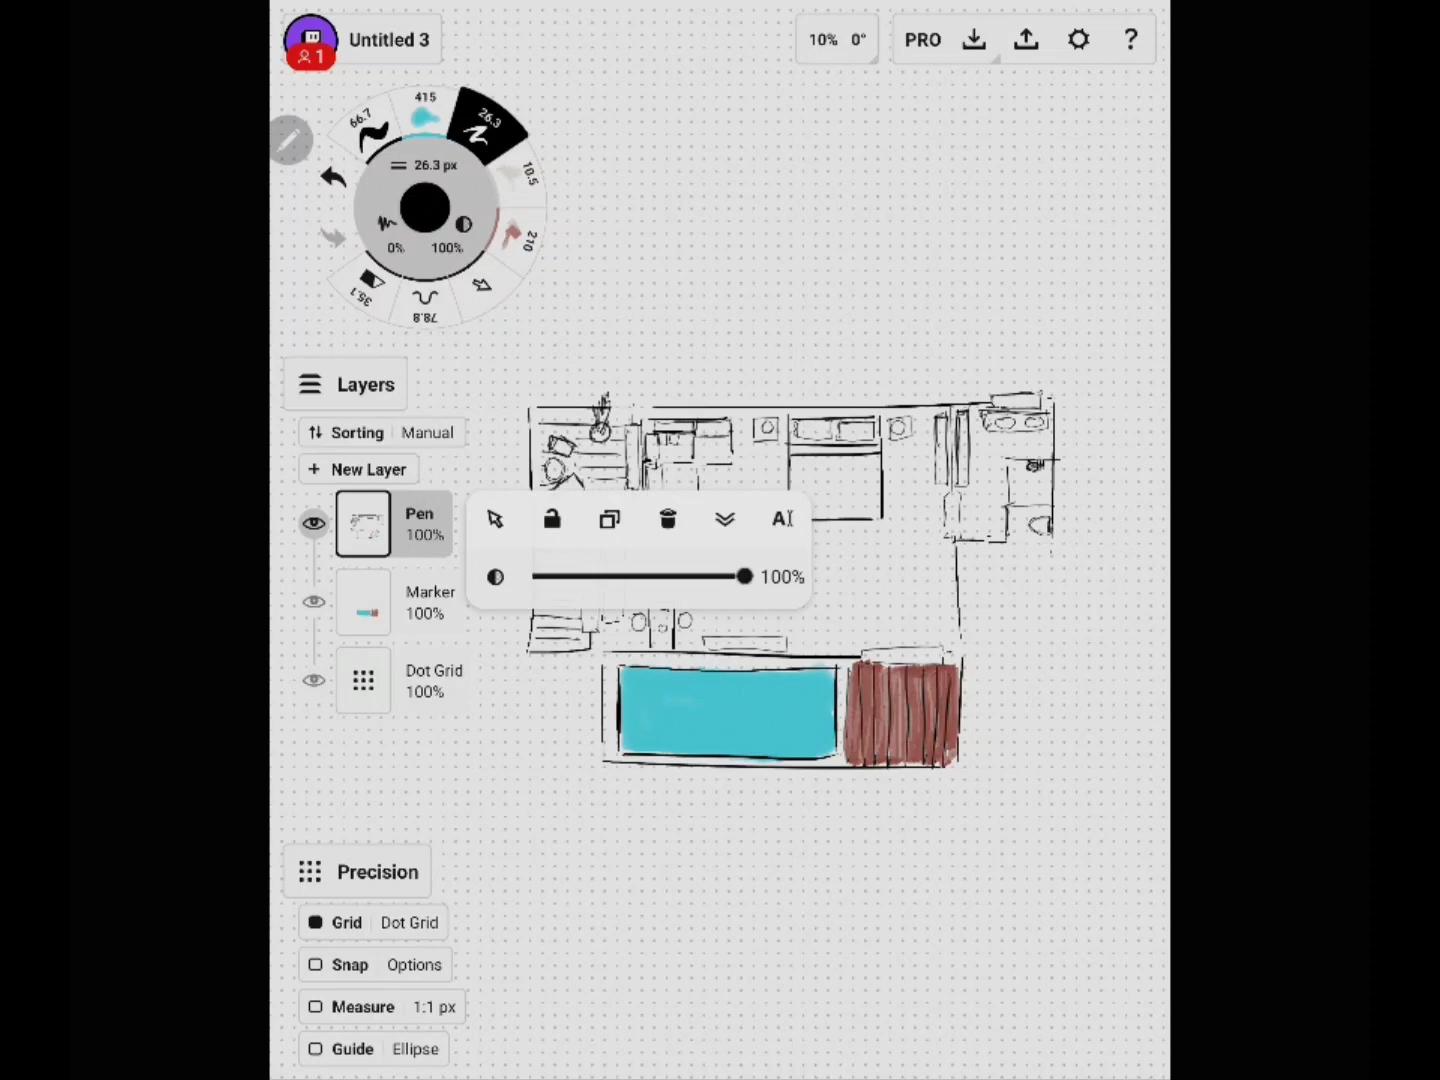 1
Untitled 3
10% 0°
PRO
?
66.7
415
26.3
10.5
210
78.8
35.1
26.3 px
0% 100%
Layers
Sorting Manual
+ New Layer
Pen
100%
A
100%
Marker
100%
Dot Grid
100%
Precision
Grid Dot Grid
Snap Options
Measure 1:1 px
Guide Ellipse